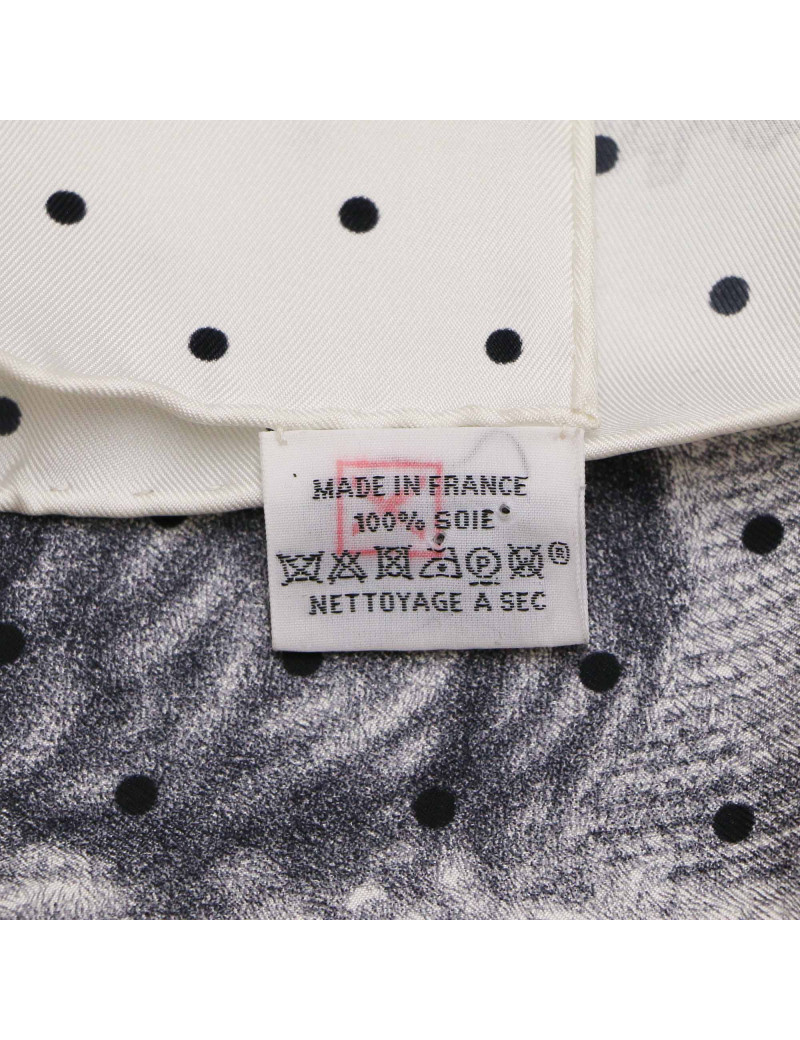 MADE IN FRANCE
100% SOIE
P ®
NETTOYAGE A SEC